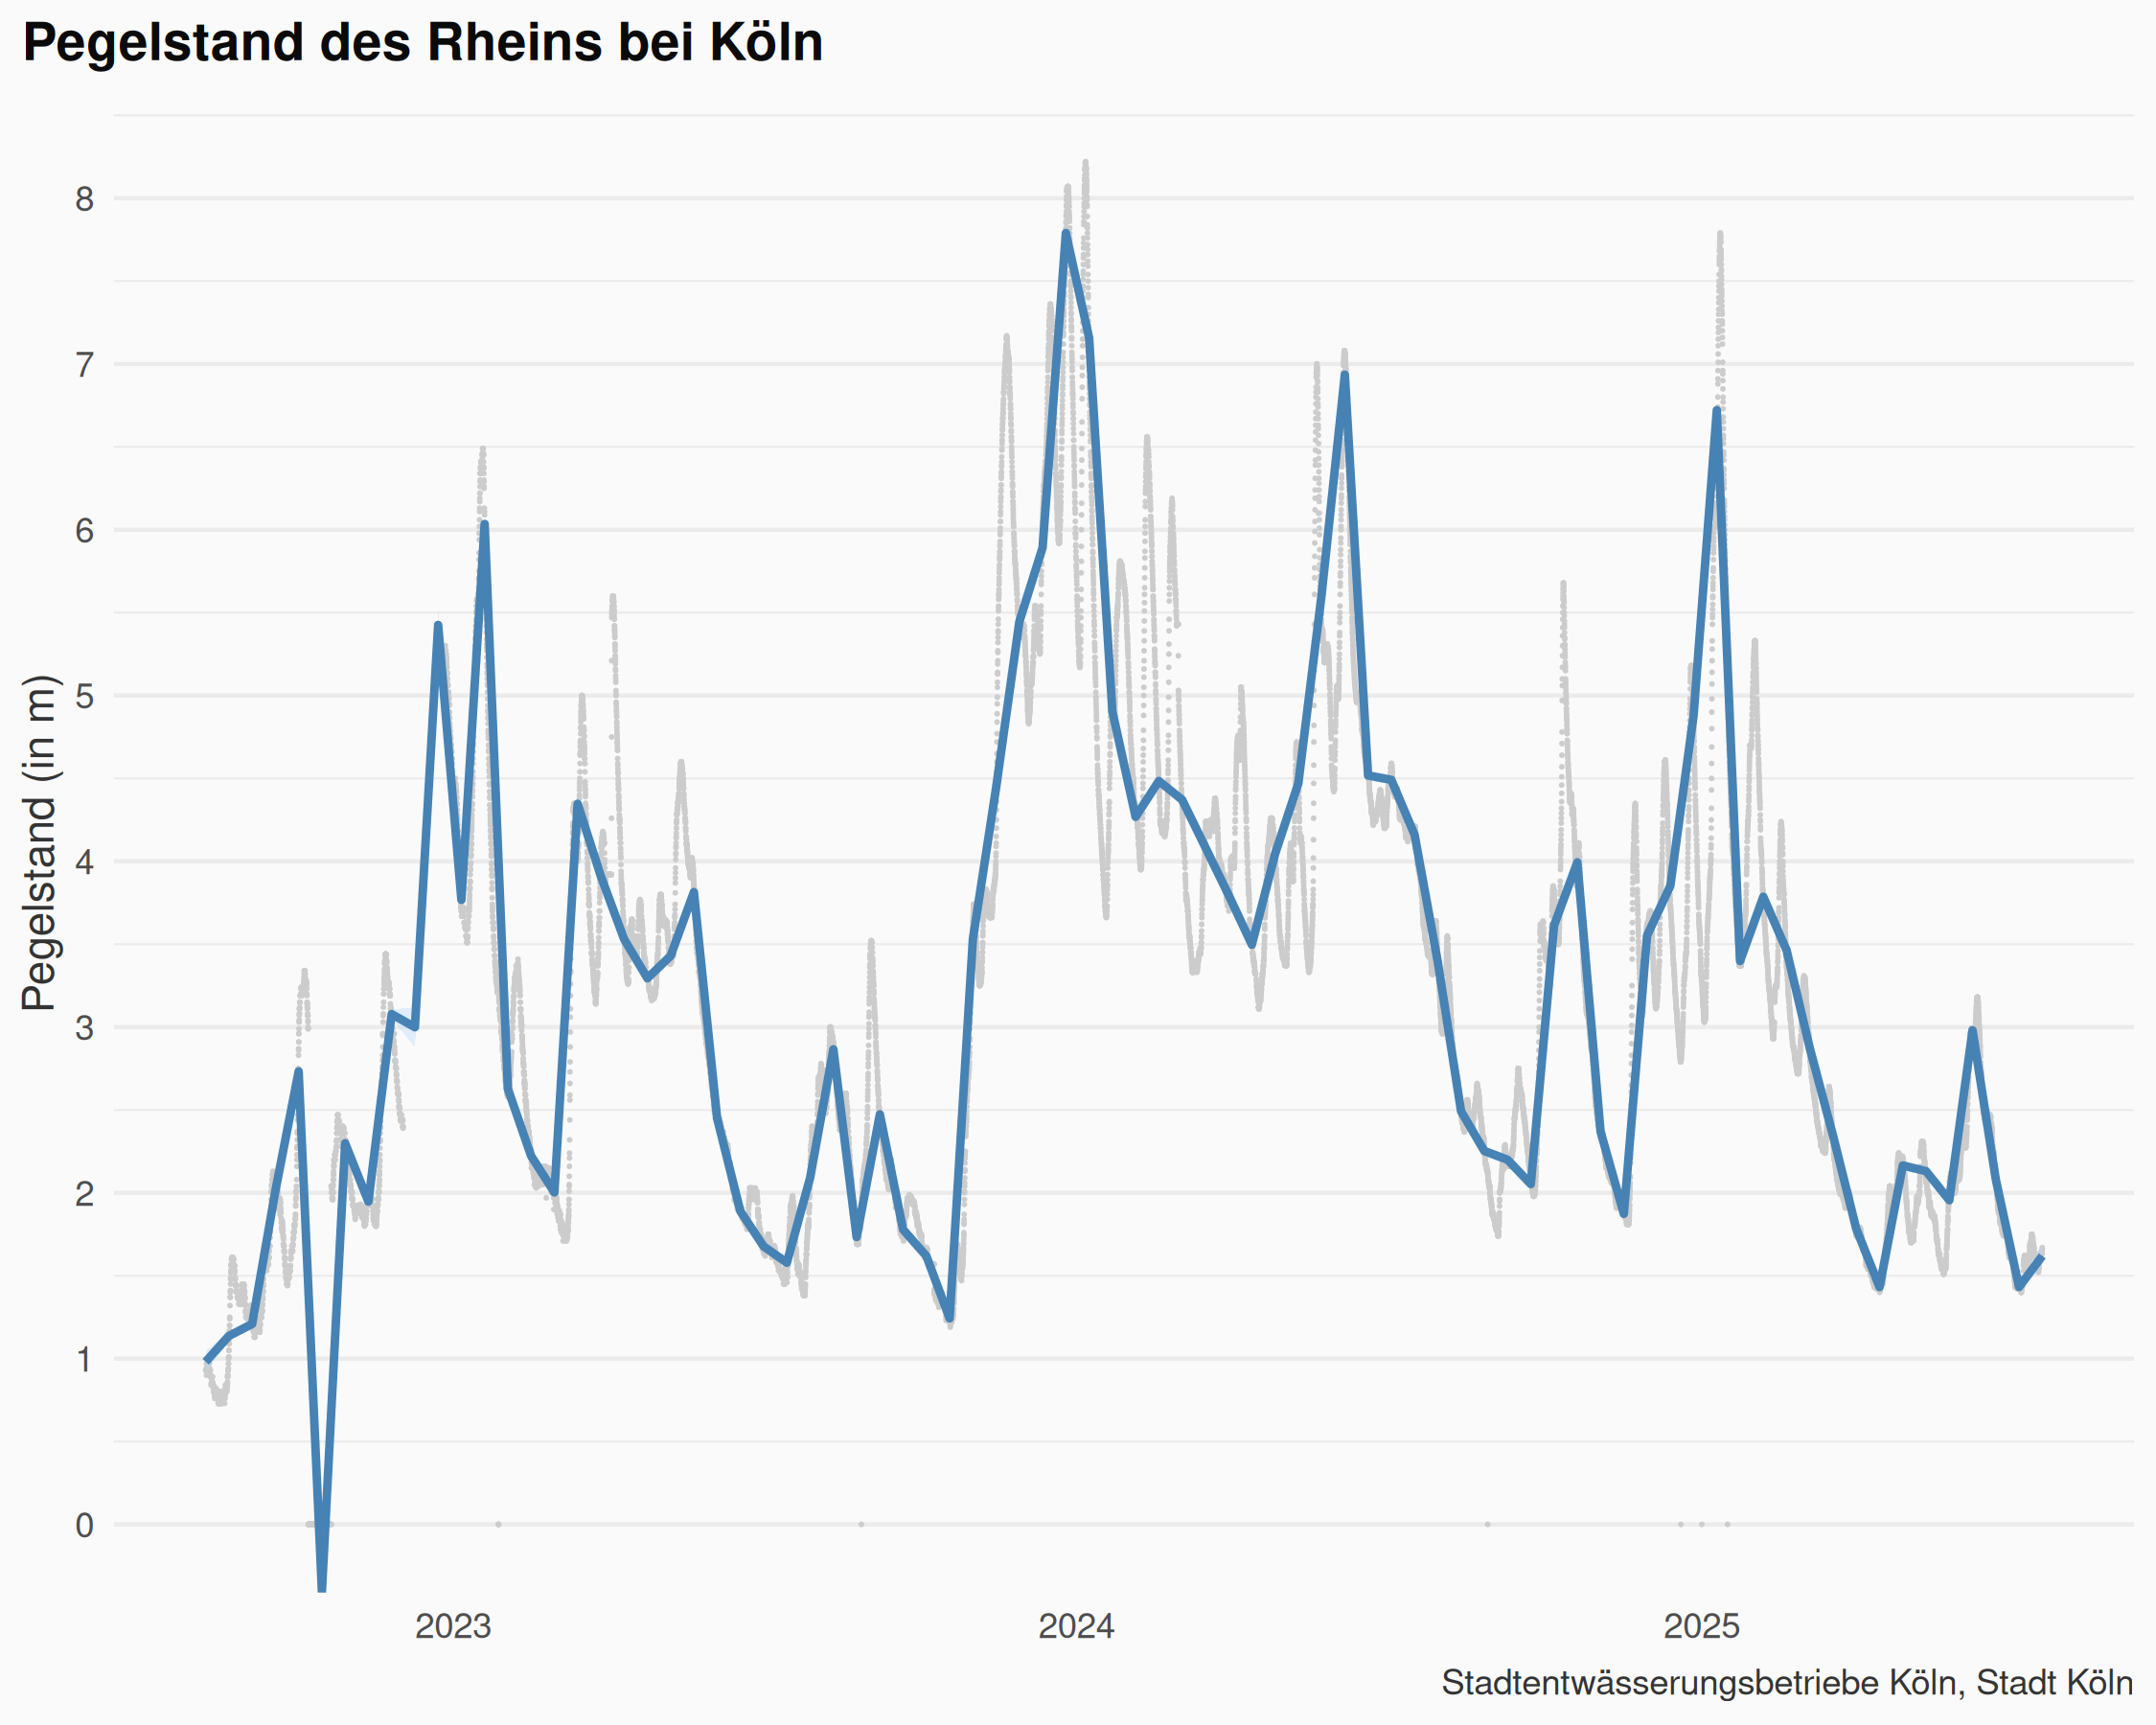 Pegelstand des Rheins bei Köln
Pegelstand (in m)
8
7
6
5
4
3
2
1
0
2023 2024 2025
Stadtentwässerungsbetriebe Köln, Stadt Köln